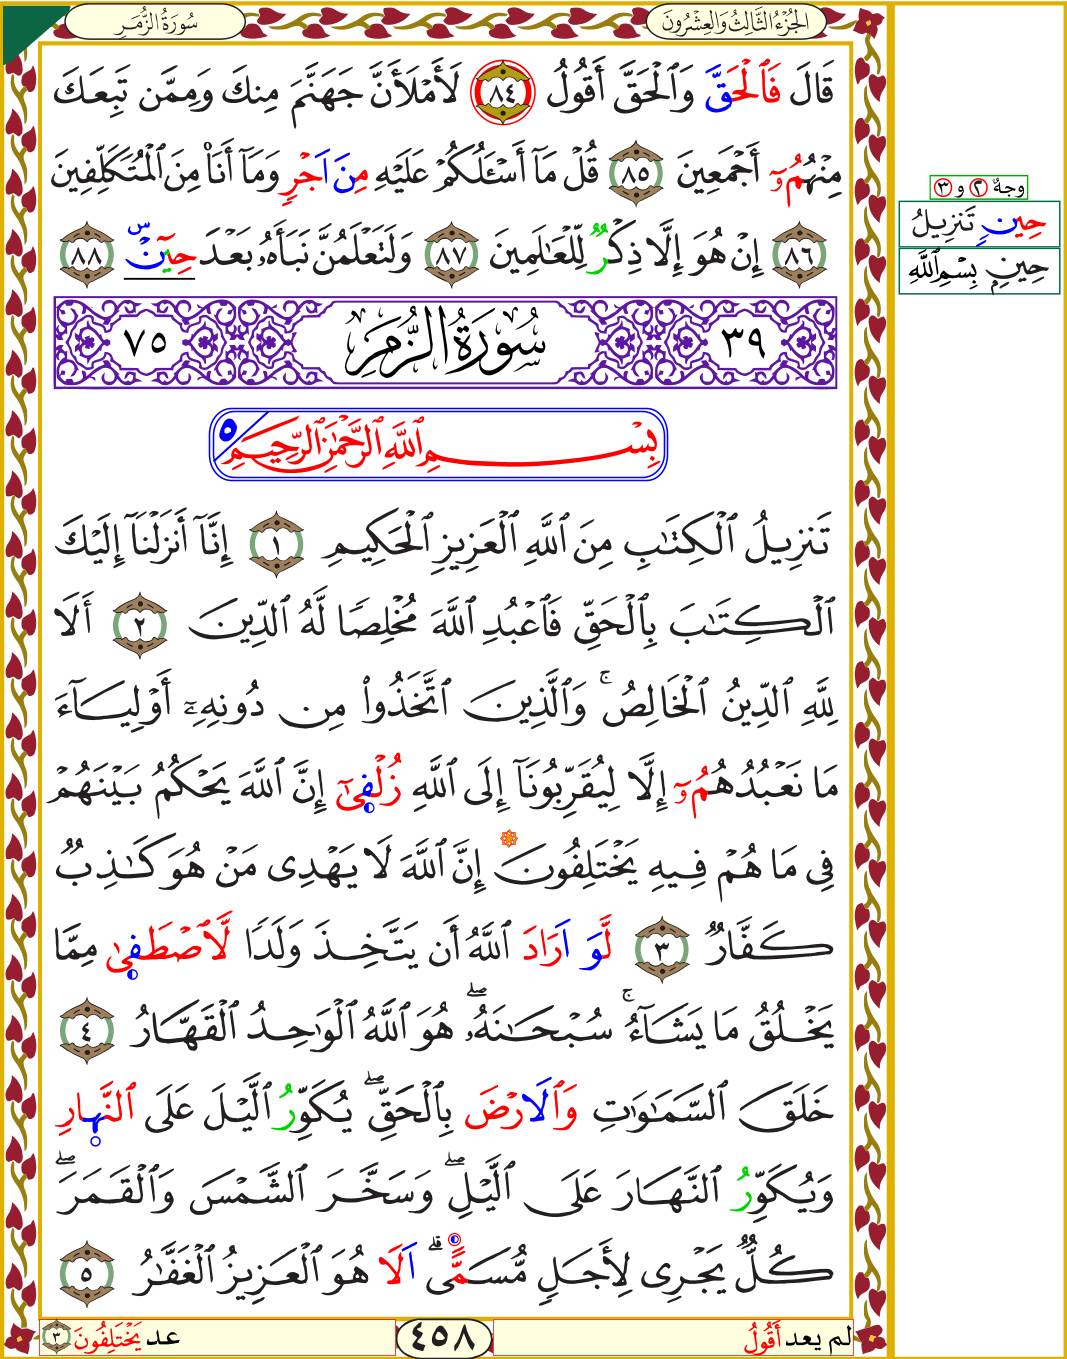 سُورَةُ الزُّمَرِ
الجُزْءُ الثَّالِثُ وَالعِشْرُونَ
قَالَ فَٱلۡحَقَّ وَٱلۡحَقَّ أَقُولُ ٨٤ لَأَمۡلَأَنَّ جَهَنَّمَ مِنكَ وَمِمَّن تَبِعَكَ
مِنۡهُمُۥٓ أَجۡمَعِينَ ٨٥ قُلۡ مَآ أَسۡـَٔلُكُمۡ عَلَيۡهِ مِنَ اَجۡرٖ وَمَآ أَنَا۠ مِنَ ٱلۡمُتَكَلِّفِينَ
٨٦ إِنۡ هُوَ إِلَّا ذِكۡرٞ لِّلۡعَٰلَمِينَ ٨٧ وَلَتَعۡلَمُنَّ نَبَأَهُۥ بَعۡدَ حِينِۭۜ ٨٨
٣٩ سُورَةُ الزُّمَرِ ٧٥
بِسۡمِ ٱللَّهِ ٱلرَّحۡمَٰنِ ٱلرَّحِيمِ ٥
تَنزِيلُ ٱلۡكِتَٰبِ مِنَ ٱللَّهِ ٱلۡعَزِيزِ ٱلۡحَكِيمِ ١ إِنَّآ أَنزَلۡنَآ إِلَيۡكَ
ٱلۡكِتَٰبَ بِٱلۡحَقِّ فَٱعۡبُدِ ٱللَّهَ مُخۡلِصٗا لَّهُ ٱلدِّينَ ٢ أَلَا
لِلَّهِ ٱلدِّينُ ٱلۡخَالِصُۚ وَٱلَّذِينَ ٱتَّخَذُواْ مِن دُونِهِۦٓ أَوۡلِيَآءَ
مَا نَعۡبُدُهُمُۥٓ إِلَّا لِيُقَرِّبُونَآ إِلَى ٱللَّهِ زُلۡفٜىٰٓ إِنَّ ٱللَّهَ يَحۡكُمُ بَيۡنَهُمۡ
فِي مَا هُمۡ فِيهِ يَخۡتَلِفُونَ إِنَّ ٱللَّهَ لَا يَهۡدِي مَنۡ هُوَ كَٰذِبٞ
كَفَّارٞ ٣ لَّوَ اَرَادَ ٱللَّهُ أَن يَتَّخِذَ وَلَدٗا لَّٱصۡطَفٜىٰ مِمَّا
يَخۡلُقُ مَا يَشَآءُۚ سُبۡحَٰنَهُۥۖ هُوَ ٱللَّهُ ٱلۡوَٰحِدُ ٱلۡقَهَّارُ ٤
خَلَقَ ٱلسَّمَٰوَٰتِ وَٱلَارۡضَ بِٱلۡحَقِّۖ يُكَوِّرُ ٱلَّيۡلَ عَلَى ٱلنَّهٜارِ
وَيُكَوِّرُ ٱلنَّهَارَ عَلَى ٱلَّيۡلِۖ وَسَخَّرَ ٱلشَّمۡسَ وَٱلۡقَمَرَۖ
كُلّٞ يَجۡرِي لِأَجَلٖ مُّسَمًّىۗ اَلَا هُوَ ٱلۡعَزِيزُ ٱلۡغَفَّٰرُ ٥
وجهٌ ٢ و ٣
حِينٖ تَنزِيلُ
حِينٖ بِسۡمِ ٱللَّهِ
لم يعد أَقُولُ
٤٥٨
عد يَخۡتَلِفُونَ ٣